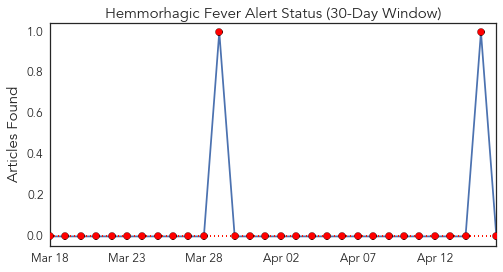 Hemmorhagic Fever Alert Status (30-Day Window)
Articles Found
1.0
0.8
0.6
0.4
0.2
0.0
Mar 18 Mar 23 Mar 28 Apr 02 Apr 07 Apr 12